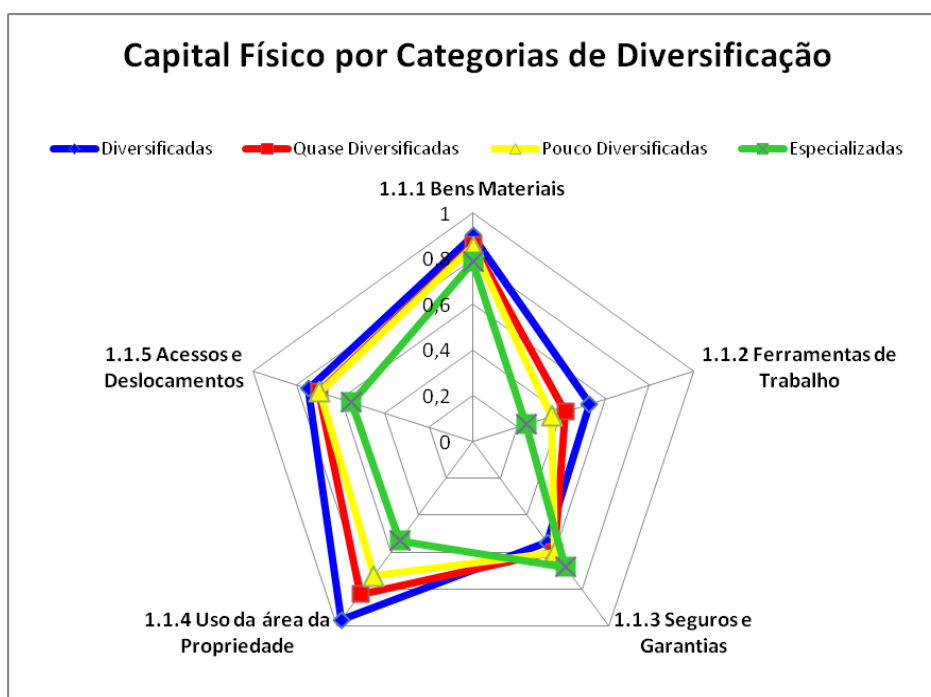 Capital Físico por Categorias de Diversificação
Diversificadas
Quase Diversificadas
Pouco Diversificadas
Especializadas
1.1.1 Bens Materiais
1
0,8
0,6
0,4
0,2
0
1.1.2 Ferramentas de
Trabalho
1.1.5 Acessos e
Deslocamentos
1.1.4 Uso da área da
Propriedade
1.1.3 Seguros e
Garantias